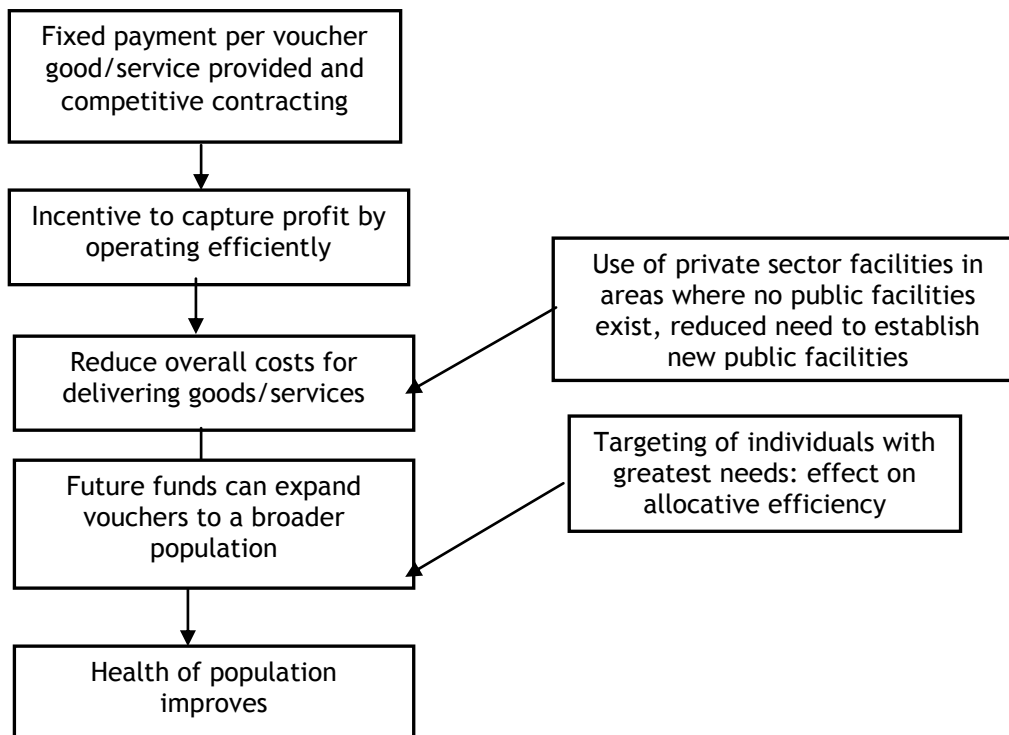 Fixed payment per voucher
good/service provided and
competitive contracting
Incentive to capture profit by
operating efficiently
Use of private sector facilities in
areas where no public facilities
exist, reduced need to establish
new public facilities
Reduce overall costs for
delivering goods/services
Targeting of individuals with
greatest needs: effect on
allocative efficiency
Future funds can expand
vouchers to a broader
population
Health of population
improves